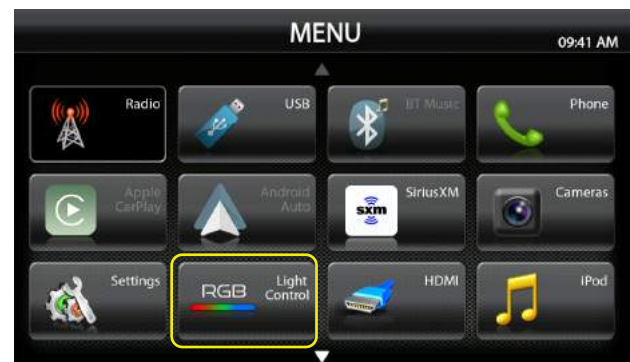 MENU
09:41 AM
Radio
USB
BT Music
Phone
Apple
CarPlay
Android
Auto
sxm
SiriusXM
Cameras
Settings
RGB
Light
Control
HDMI
iPod